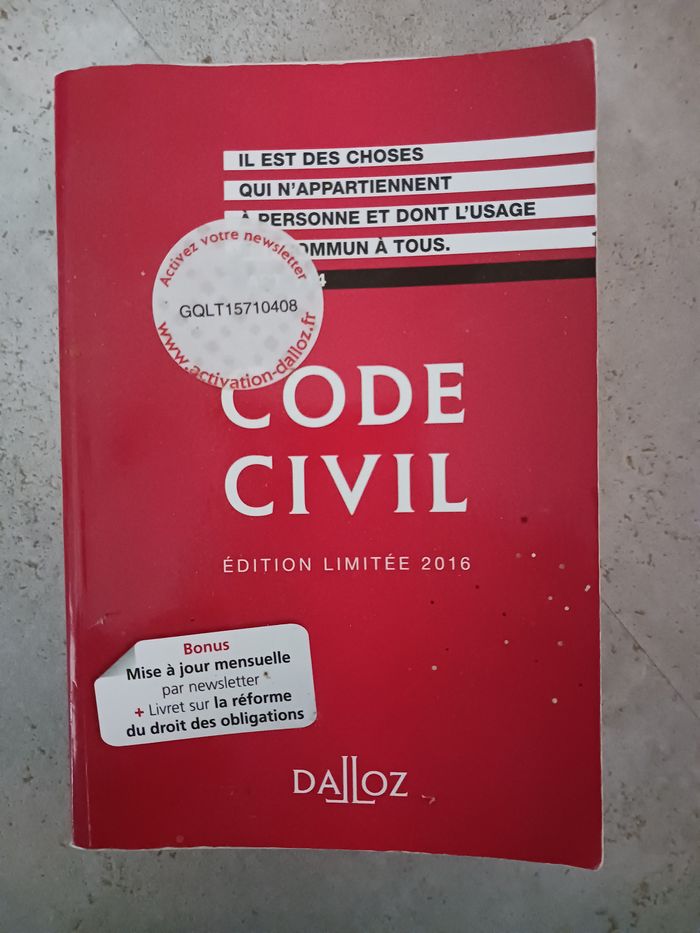 IL EST DES CHOSES
QUI N'APPARTIENNENT
À PERSONNE ET DONT L'USAGE
COMMUN À TOUS.
4
Activez votre newsletter
GQLT15710408
www.activation-dalloz.fr
CODE
CIVIL
ÉDITION LIMITÉE 2016
Bonus
Mise à jour mensuelle
par newsletter
+ Livret sur la réforme
du droit des obligations
DALLOZ